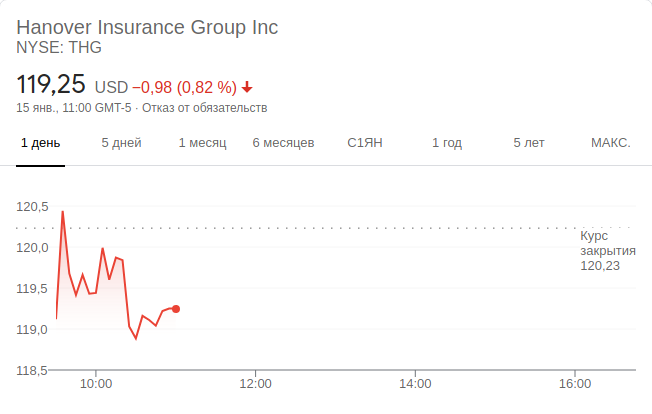 Hanover Insurance Group Inc
NYSE: THG
119,25 USD −0,98 (0,82 %)
15 янв., 11:00 GMT-5 · Отказ от обязательств
1 день 5 дней 1 месяц 6 месяцев С1ЯН 1 год 5 лет МАКС.
120,5
Курс
закрытия
120,23
120,0
119,5
119,0
118,5
10:00 12:00 14:00 16:00